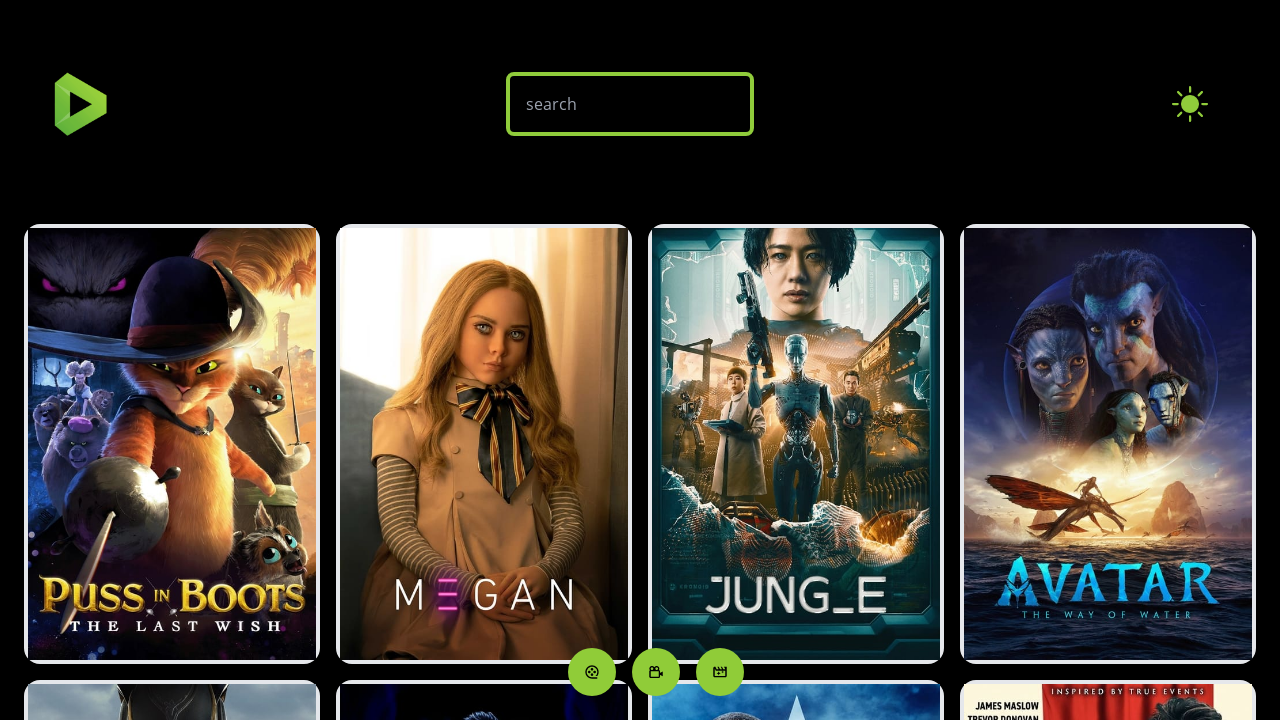 search
PUSS IN BOOTS
THE LAST WISH
MEGAN
JUNG_E
AVATAR
THE WAY OF WATER
INSPIRED BY TRUE EVENTS
JAMES MASLOW
TREVOR DONOVAN